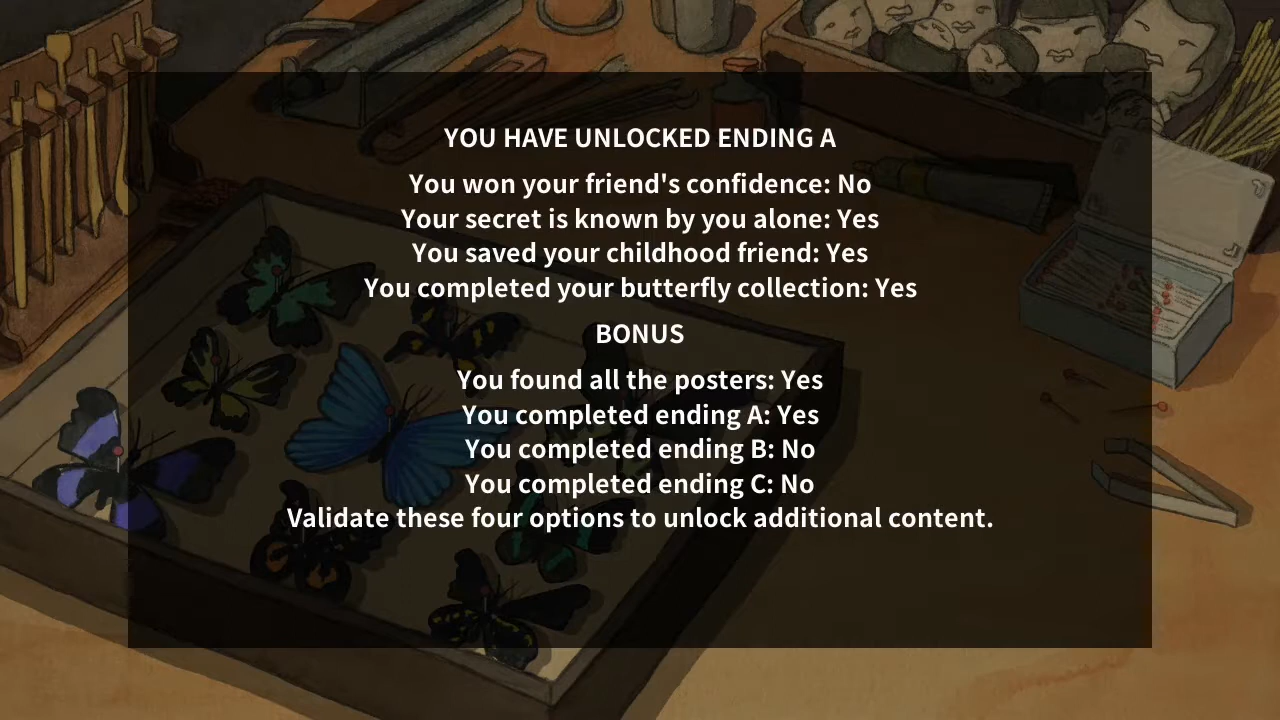 YOU HAVE UNLOCKED ENDING A
You won your friend's confidence: No
Your secret is known by you alone: Yes
You saved your childhood friend: Yes
You completed your butterfly collection: Yes
BONUS
You found all the posters: Yes
You completed ending A: Yes
You completed ending B: No
You completed ending C: No
Validate these four options to unlock additional content.